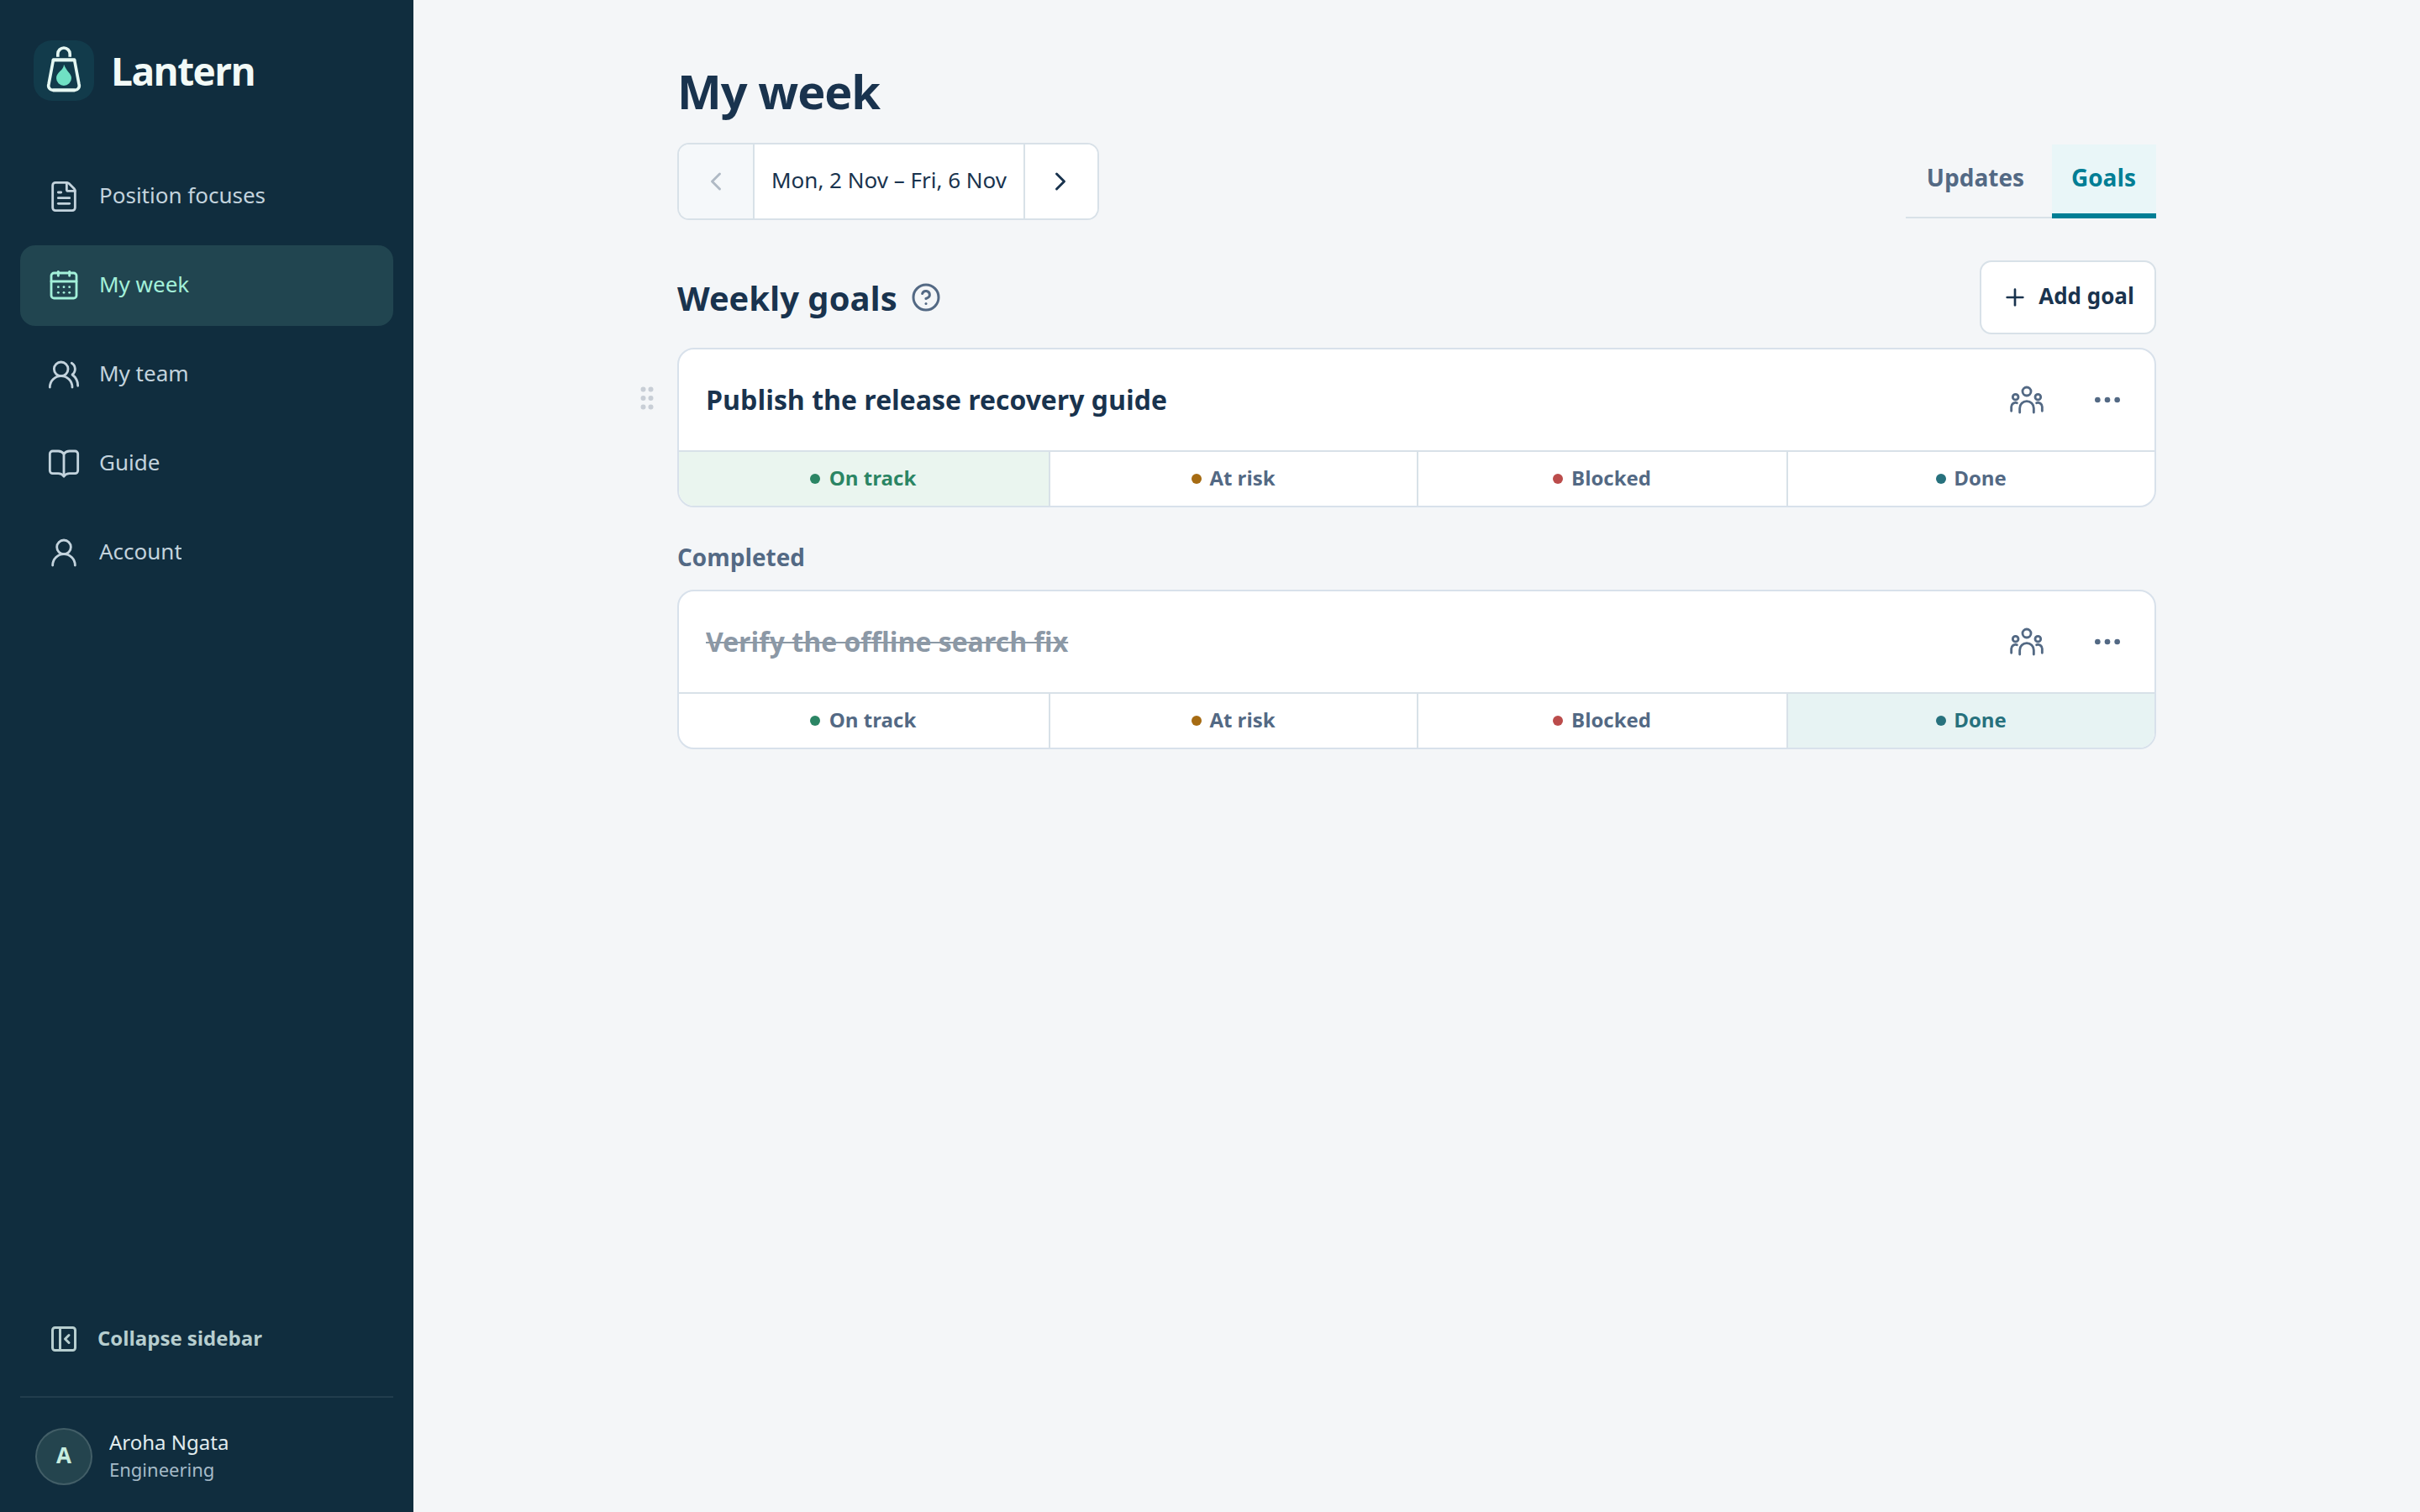 Lantern
Position focuses
My week
My team
Guide
Account
Collapse sidebar
A
Aroha Ngata
Engineering
My week
Mon, 2 Nov – Fri, 6 Nov
Updates
Goals
Weekly goals
Add goal
Publish the release recovery guide
On track
At risk
Blocked
Done
Completed
Verify the offline search fix
On track
At risk
Blocked
Done